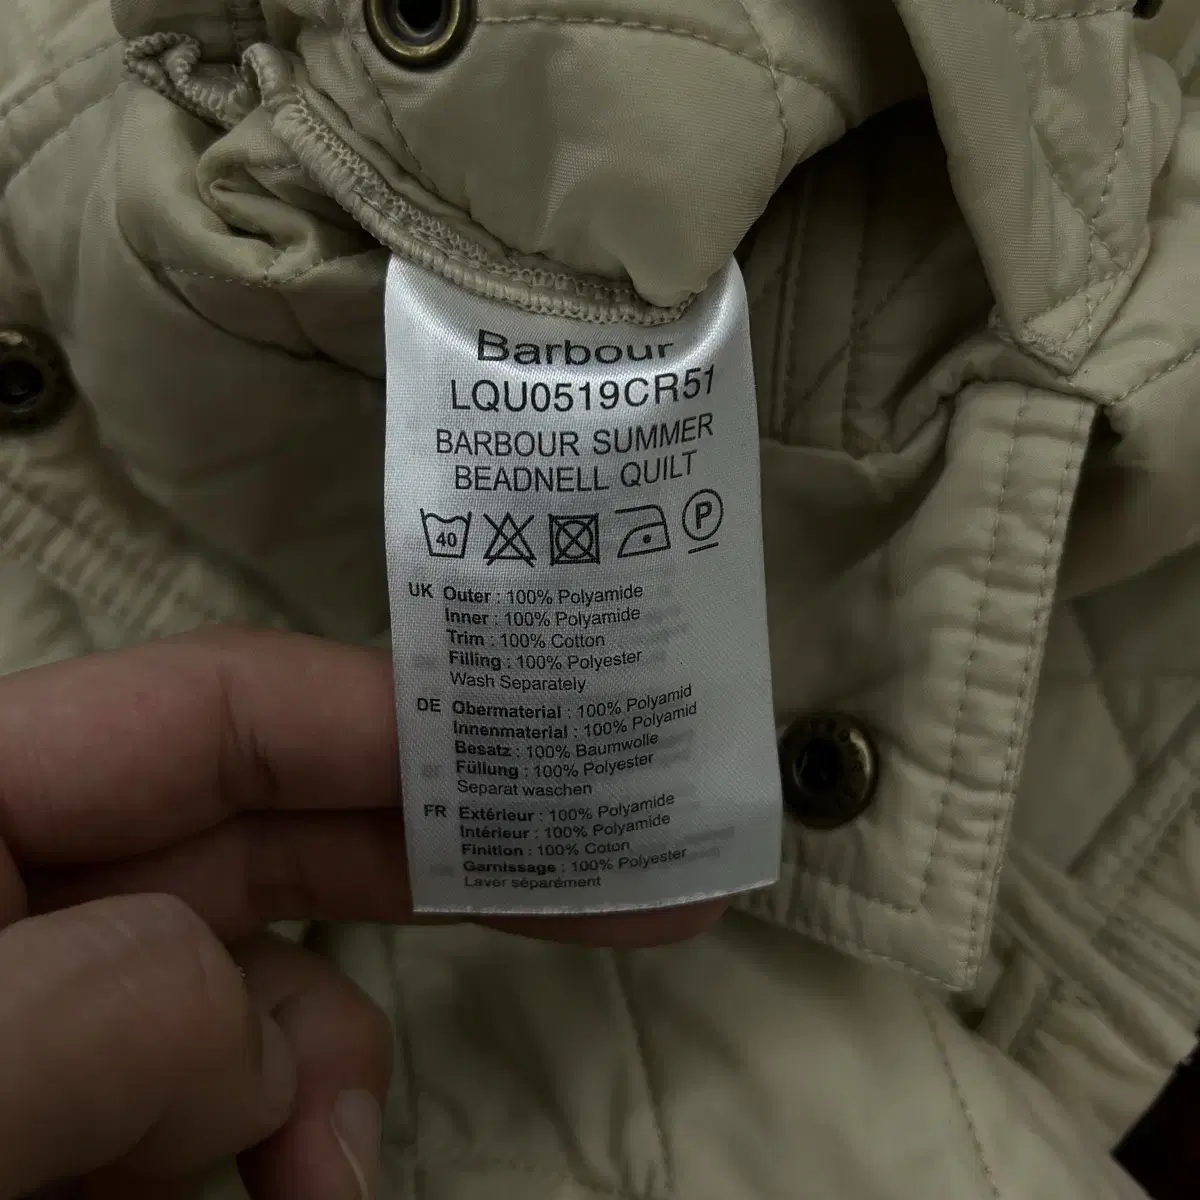 Barbour
LQU0519CR51
BARBOUR SUMMER
BEADNELL QUILT
40 P
UK Outer : 100% Polyamide
Inner : 100% Polyamide
Trim : 100% Cotton
Filling : 100% Polyester
Wash Separately
DE Obermaterial : 100% Polyamid
Innenmaterial : 100% Polyamid
Besatz : 100% Baumwolle
Füllung : 100% Polyester
Separat waschen
FR Extérieur : 100% Polyamide
Intérieur : 100% Polyamide
Finition : 100% Coton
Garnissage : 100% Polyester
Laver séparément